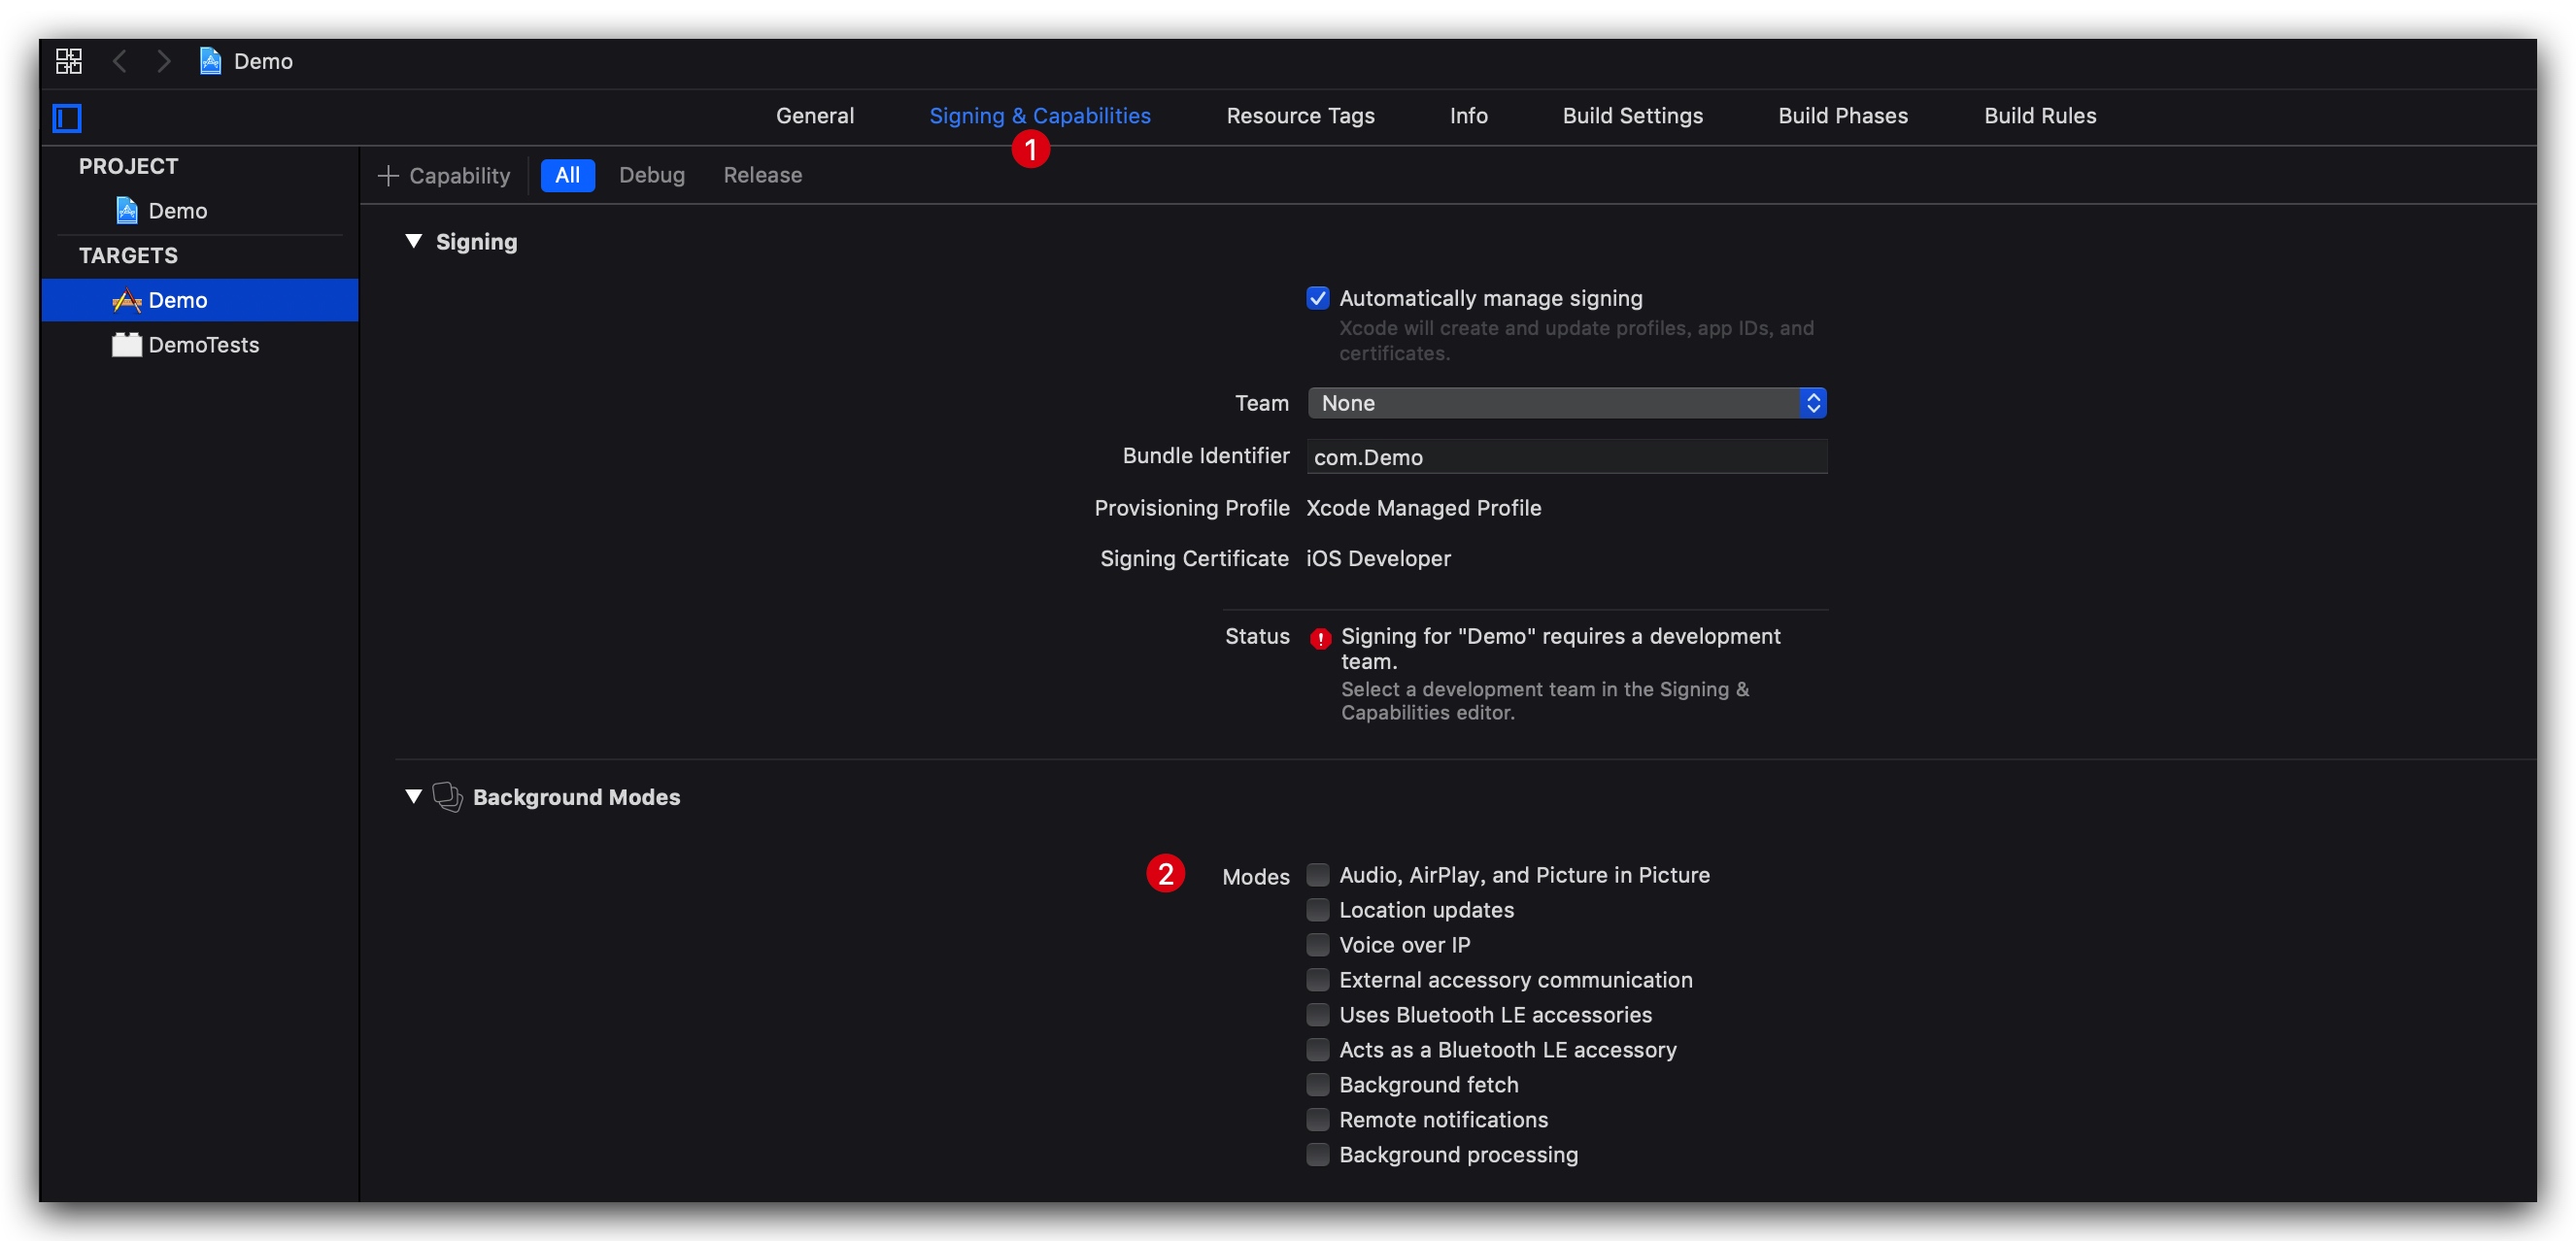 Demo
General
Signing & Capabilities
Resource Tags
Info
Build Settings
Build Phases
Build Rules
1
PROJECT
Demo
TARGETS
Demo
DemoTests
Capability
All
Debug
Release
Signing
Automatically manage signing
Xcode will create and update profiles, app IDs, and
certificates.
Team
None
Bundle Identifier
com.Demo
Provisioning Profile
Xcode Managed Profile
Signing Certificate
iOS Developer
Status
Signing for "Demo" requires a development
team.
Select a development team in the Signing &
Capabilities editor.
Background Modes
2
Modes
Audio, AirPlay, and Picture in Picture
Location updates
Voice over IP
External accessory communication
Uses Bluetooth LE accessories
Acts as a Bluetooth LE accessory
Background fetch
Remote notifications
Background processing